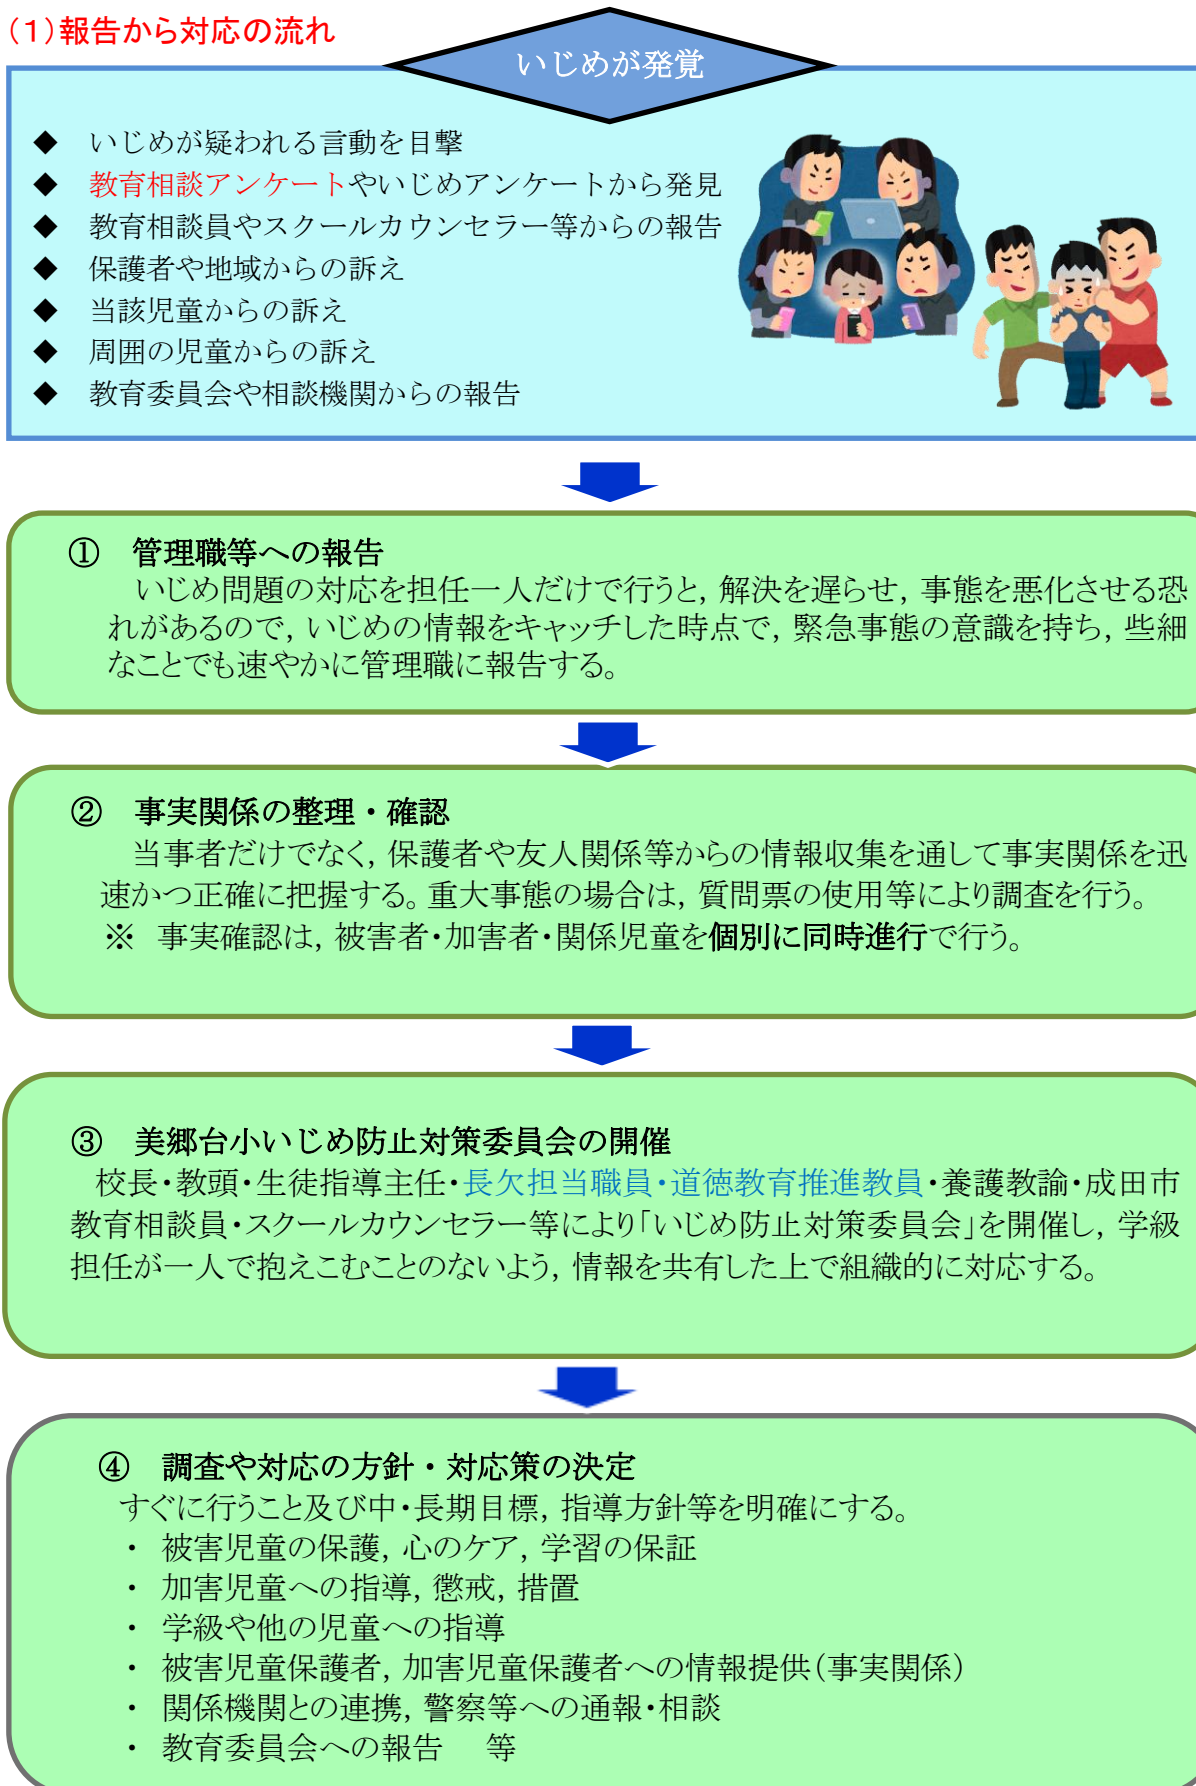 （１）報告から対応の流れ
いじめが発覚
◆　いじめが疑われる言動を目撃
◆　教育相談アンケートやいじめアンケートから発見
◆　教育相談員やスクールカウンセラー等からの報告
◆　保護者や地域からの訴え
◆　当該児童からの訴え
◆　周囲の児童からの訴え
◆　教育委員会や相談機関からの報告
①　管理職等への報告
いじめ問題の対応を担任一人だけで行うと，解決を遅らせ，事態を悪化させる恐
れがあるので，いじめの情報をキャッチした時点で，緊急事態の意識を持ち，些細
なことでも速やかに管理職に報告する。
②　事実関係の整理・確認
当事者だけでなく，保護者や友人関係等からの情報収集を通して事実関係を迅
速かつ正確に把握する。重大事態の場合は，質問票の使用等により調査を行う。
※　事実確認は，被害者・加害者・関係児童を個別に同時進行で行う。
③　美郷台小いじめ防止対策委員会の開催
校長・教頭・生徒指導主任・長欠担当職員・道徳教育推進教員・養護教諭・成田市
教育相談員・スクールカウンセラー等により「いじめ防止対策委員会」を開催し，学級
担任が一人で抱えこむことのないよう，情報を共有した上で組織的に対応する。
④　調査や対応の方針・対応策の決定
すぐに行うこと及び中・長期目標，指導方針等を明確にする。
・　被害児童の保護，心のケア，学習の保証
・　加害児童への指導，懲戒，措置
・　学級や他の児童への指導
・　被害児童保護者，加害児童保護者への情報提供（事実関係）
・　関係機関との連携，警察等への通報・相談
・　教育委員会への報告　等